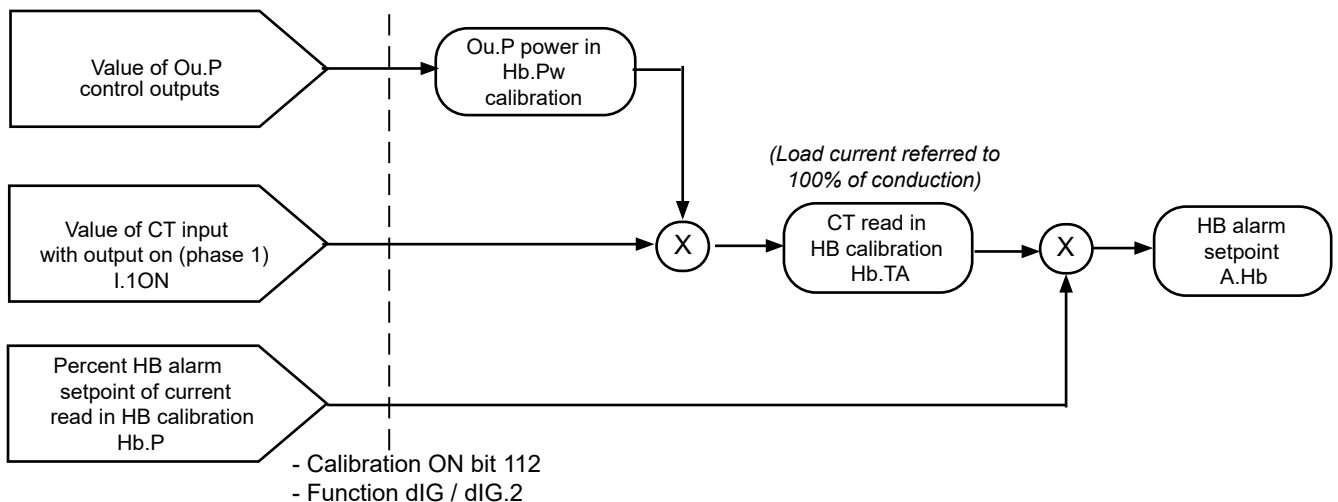 Value of Ou.P
control outputs
Ou.P power in
Hb.Pw
calibration
(Load current referred to
100% of conduction)
Value of CT input
with output on (phase 1)
I.1ON
X
CT read in
HB calibration
Hb.TA
X
HB alarm
setpoint
A.Hb
Percent HB alarm
setpoint of current
read in HB calibration
Hb.P
- Calibration ON bit 112
- Function dIG / dIG.2